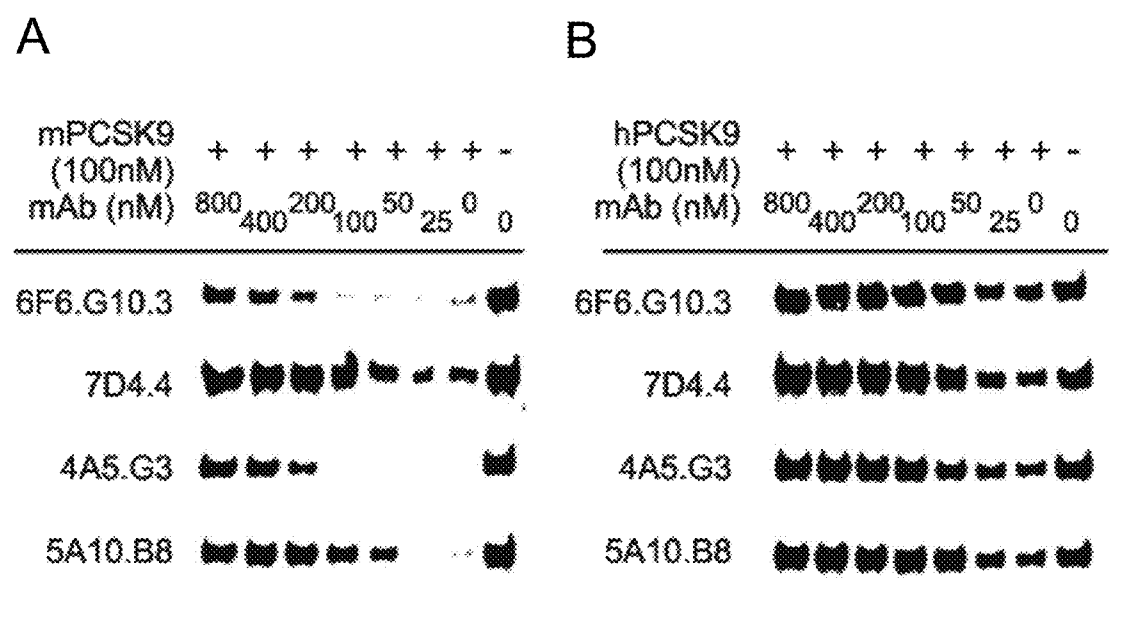 A
mPCSK9 + + + + + + + -
(100nM)
mAb (nM) 800 400 200 100 50 25 0 0
6F6.G10.3
7D4.4
4A5.G3
5A10.B8
B
hPCSK9 + + + + + + + -
(100nM)
mAb (nM) 800 400 200 100 50 25 0 0
6F6.G10.3
7D4.4
4A5.G3
5A10.B8